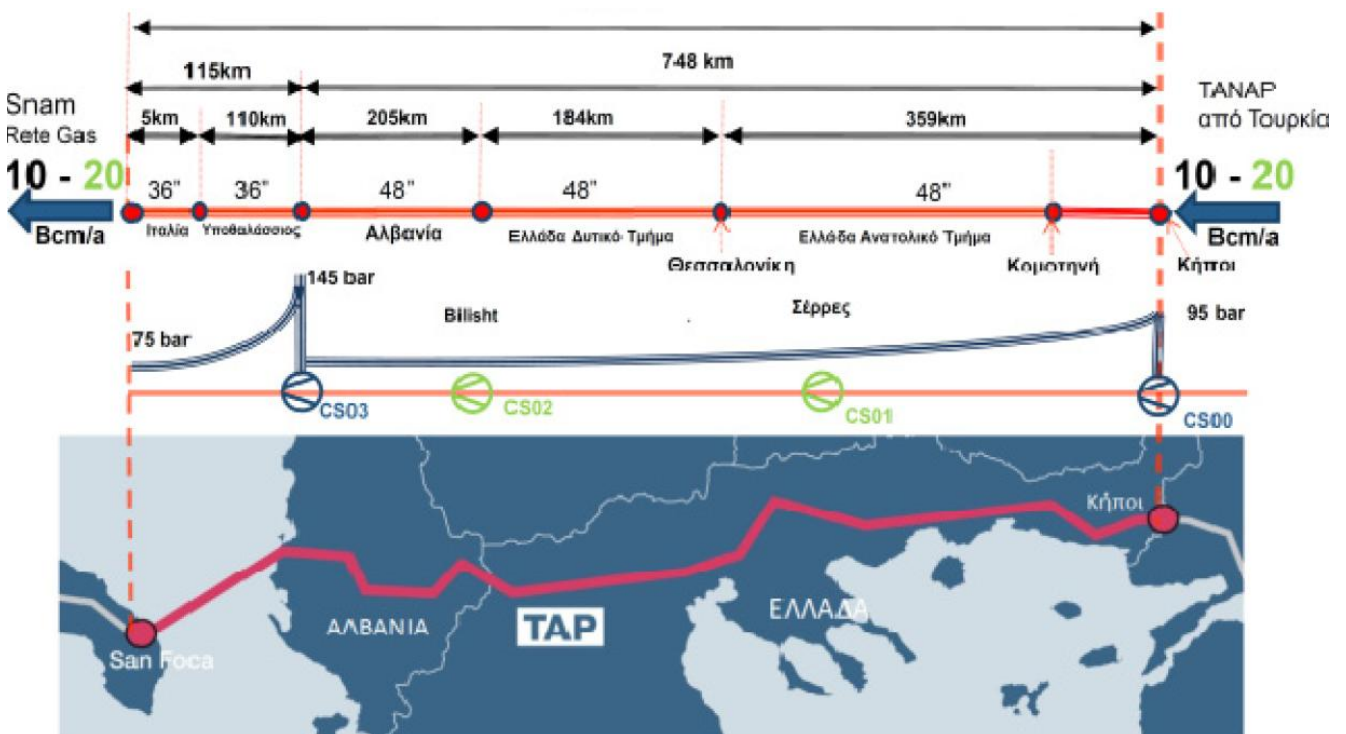 748 km
115km
Snam
Rete Gas
TANAP
από Τουρκία
5km
110km
205km
184km
359km
10 - 20
36”
36”
48”
48”
48”
10 - 20
Bcm/a
Ιταλία
Υποθαλάσσιος
Αλβανία
Ελλάδα Δυτικό Τμήμα
Ελλάδα Ανατολικό Τμήμα
Bcm/a
Θεσσαλονίκη
Κομοτηνή
Κήποι
145 bar
75 bar
Bilisht
Σέρρες
95 bar
CS03
CS02
CS01
CS00
Κήποι
ΑΛΒΑΝΙΑ
TAP
ΕΛΛΑΔΑ
San Foca